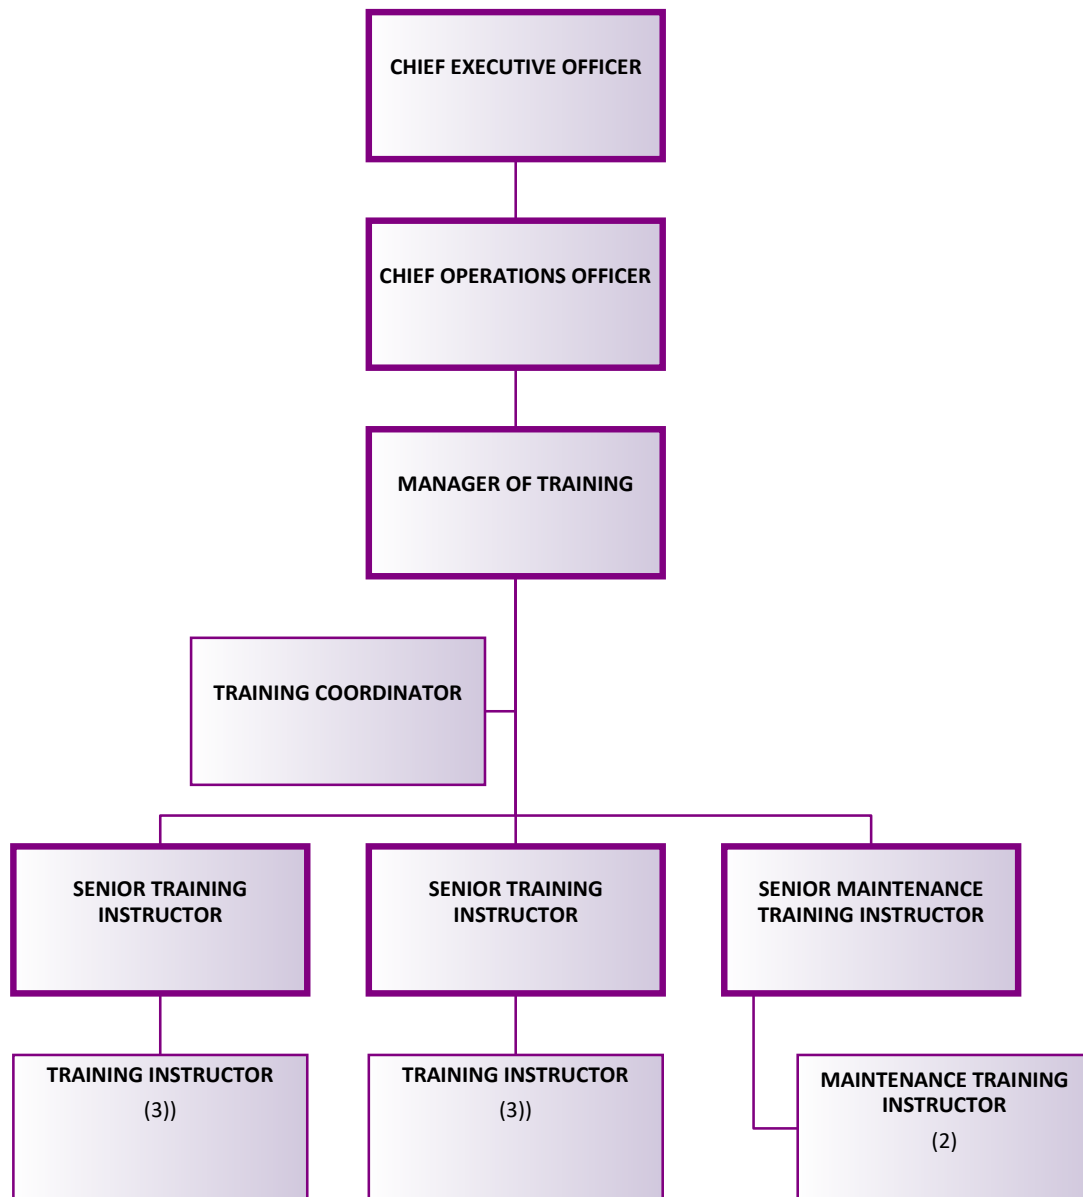 CHIEF EXECUTIVE OFFICER
CHIEF OPERATIONS OFFICER
MANAGER OF TRAINING
TRAINING COORDINATOR
SENIOR TRAINING
INSTRUCTOR
SENIOR TRAINING
INSTRUCTOR
SENIOR MAINTENANCE
TRAINING INSTRUCTOR
TRAINING INSTRUCTOR
(3))
TRAINING INSTRUCTOR
(3))
MAINTENANCE TRAINING
INSTRUCTOR
(2)